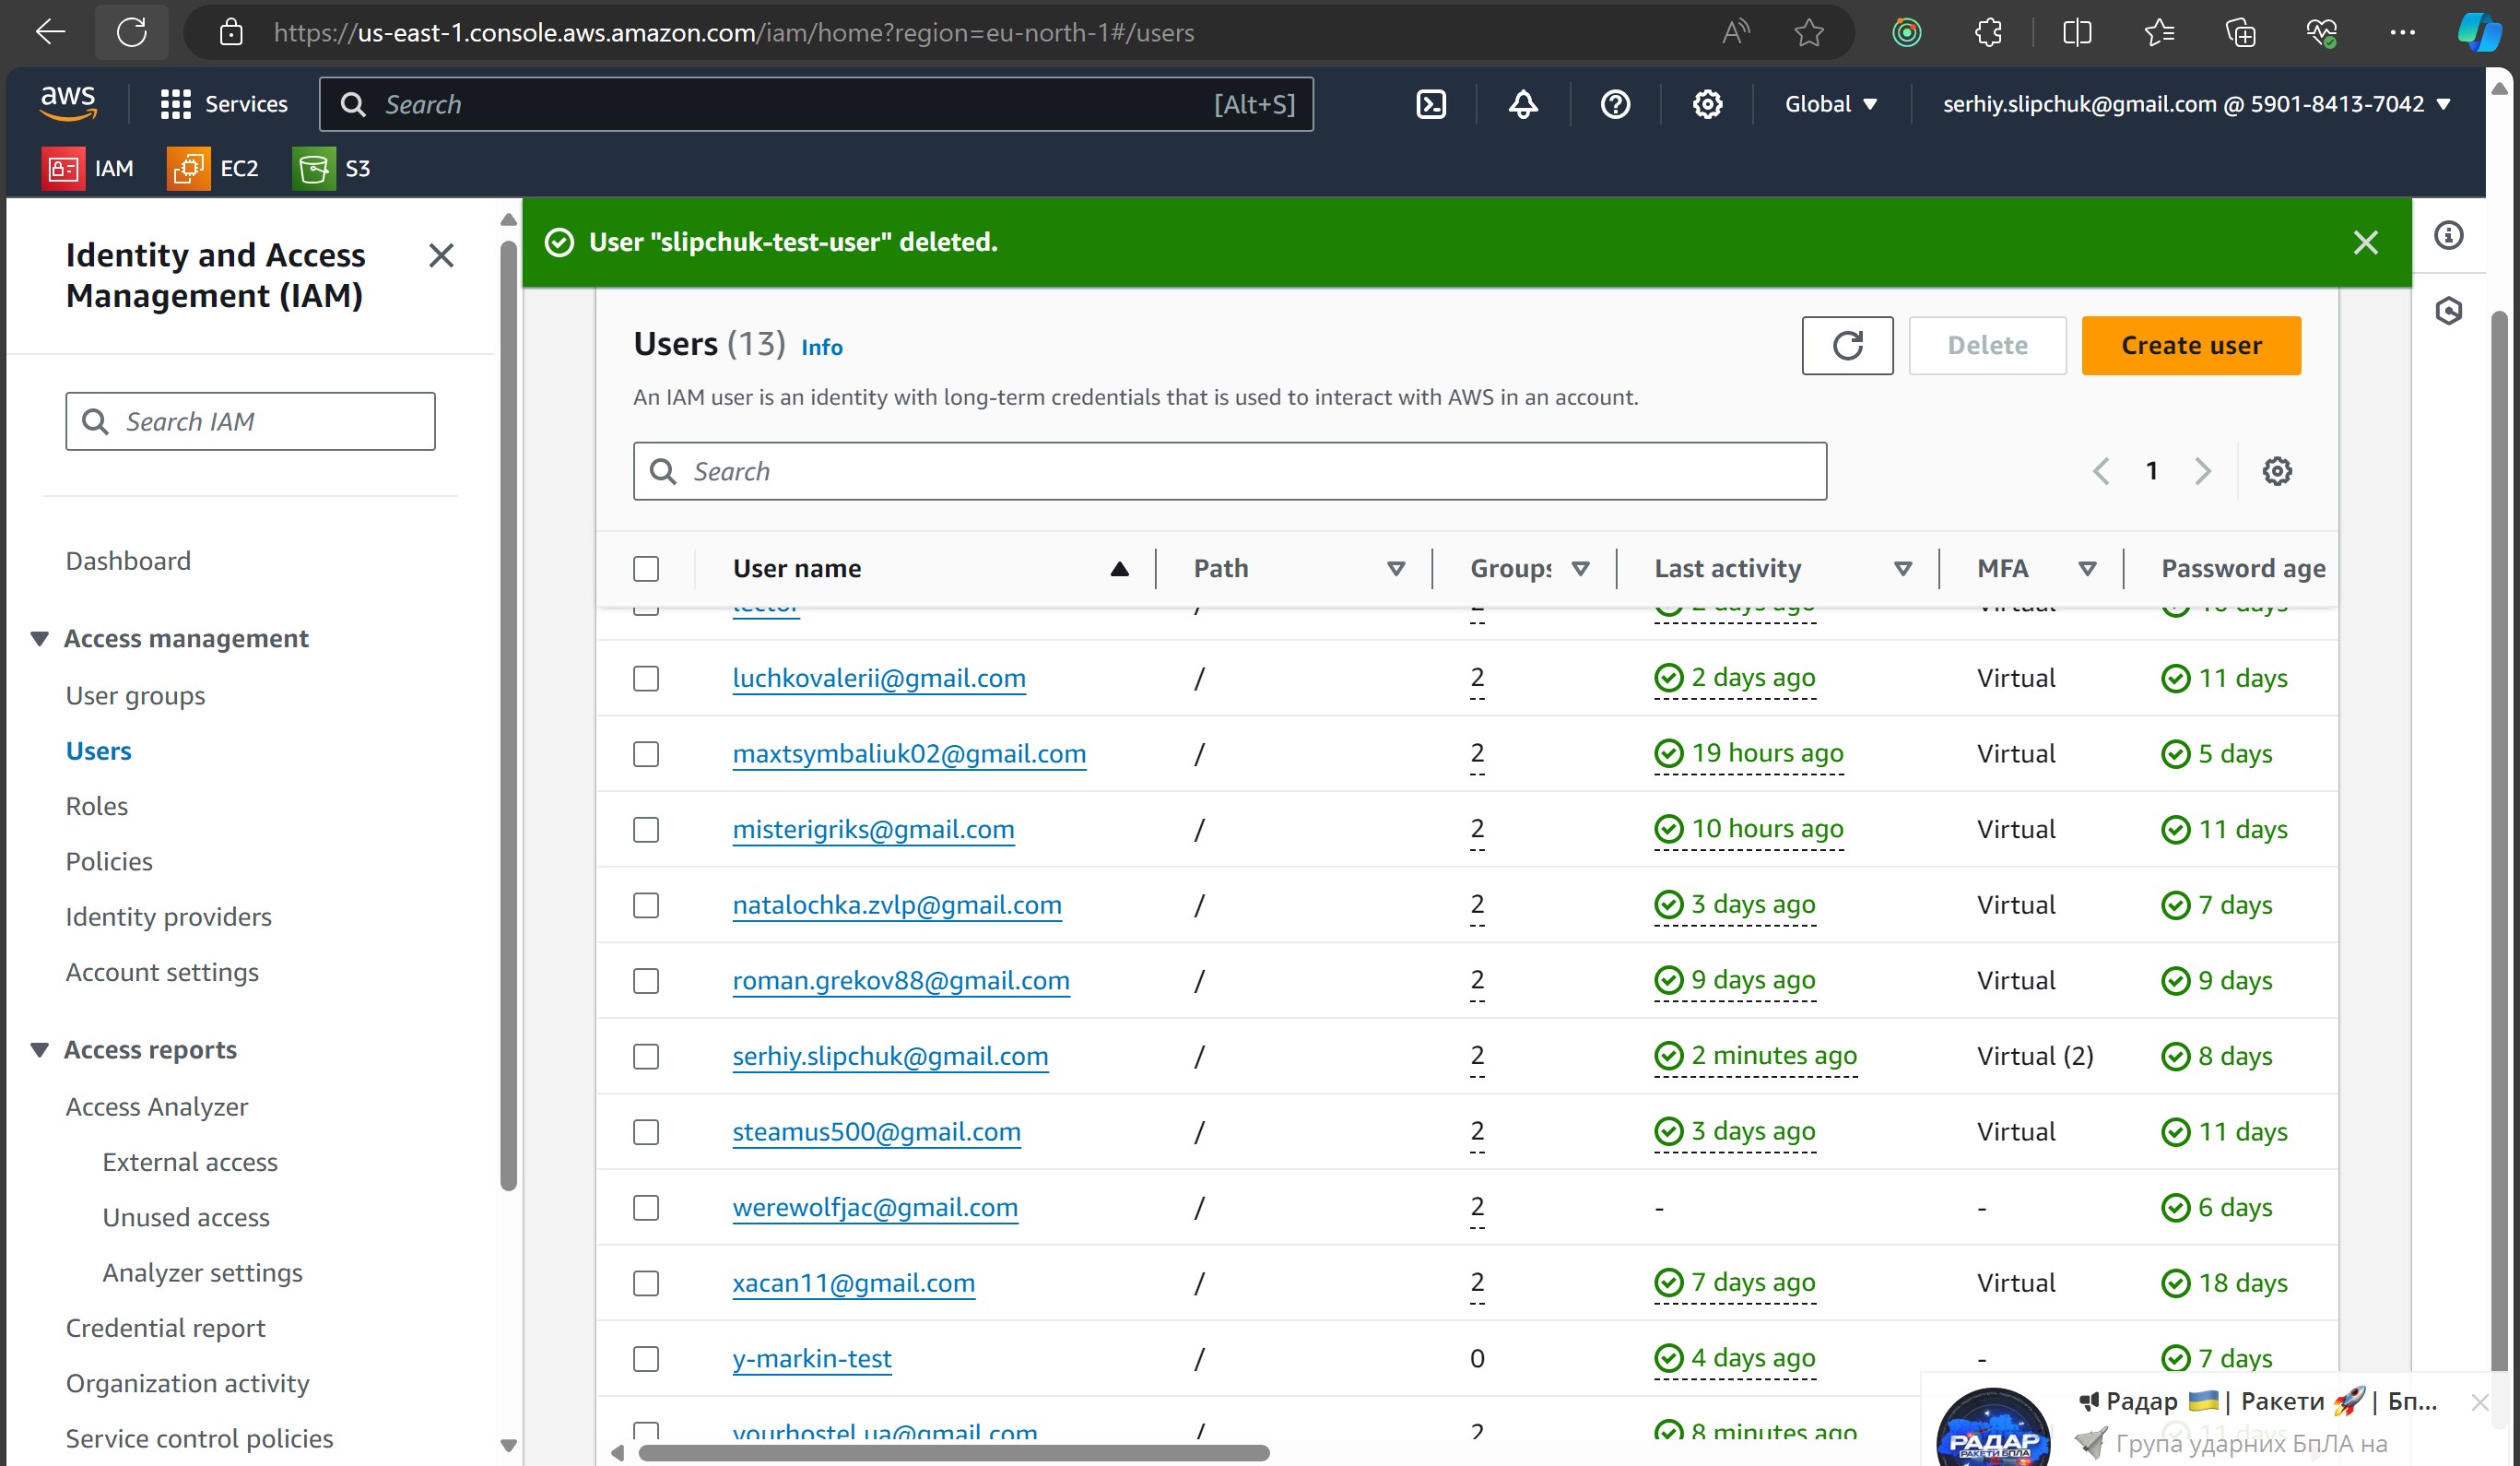 https://us-east-1.console.aws.amazon.com/iam/home?region=eu-north-1#/users
aws
Services
Search
[Alt+S]
Global
serhiy.slipchuk@gmail.com @ 5901-8413-7042
IAM
EC2
S3
Identity and Access
Management (IAM)
Search IAM
Dashboard
Access management
User groups
Users
Roles
Policies
Identity providers
Account settings
Access reports
Access Analyzer
External access
Unused access
Analyzer settings
Credential report
Organization activity
Service control policies
User "slipchuk-test-user" deleted.
Users (13) Info
Delete
Create user
An IAM user is an identity with long-term credentials that is used to interact with AWS in an account.
Search
1
User name Path Groups Last activity MFA Password age
lector / 2 2 days ago Virtual
luchkovalerii@gmail.com / 2 2 days ago Virtual 11 days
maxtsymbaliuk02@gmail.com / 2 19 hours ago Virtual 5 days
misterigriks@gmail.com / 2 10 hours ago Virtual 11 days
natalochka.zvlp@gmail.com / 2 3 days ago Virtual 7 days
roman.grekov88@gmail.com / 2 9 days ago Virtual 9 days
serhiy.slipchuk@gmail.com / 2 2 minutes ago Virtual (2) 8 days
steamus500@gmail.com / 2 3 days ago Virtual 11 days
werewolfjac@gmail.com / 2 - - 6 days
xacan11@gmail.com / 2 7 days ago Virtual 18 days
y-markin-test / 0 4 days ago - 7 days
yourhostel.ua@gmail.com / 2 8 minutes ago 11 days
Радар 🇺🇦| Ракети 🚀| Бп...
Група ударних БпЛА на
РАДАР
РАКЕТИ БПЛА